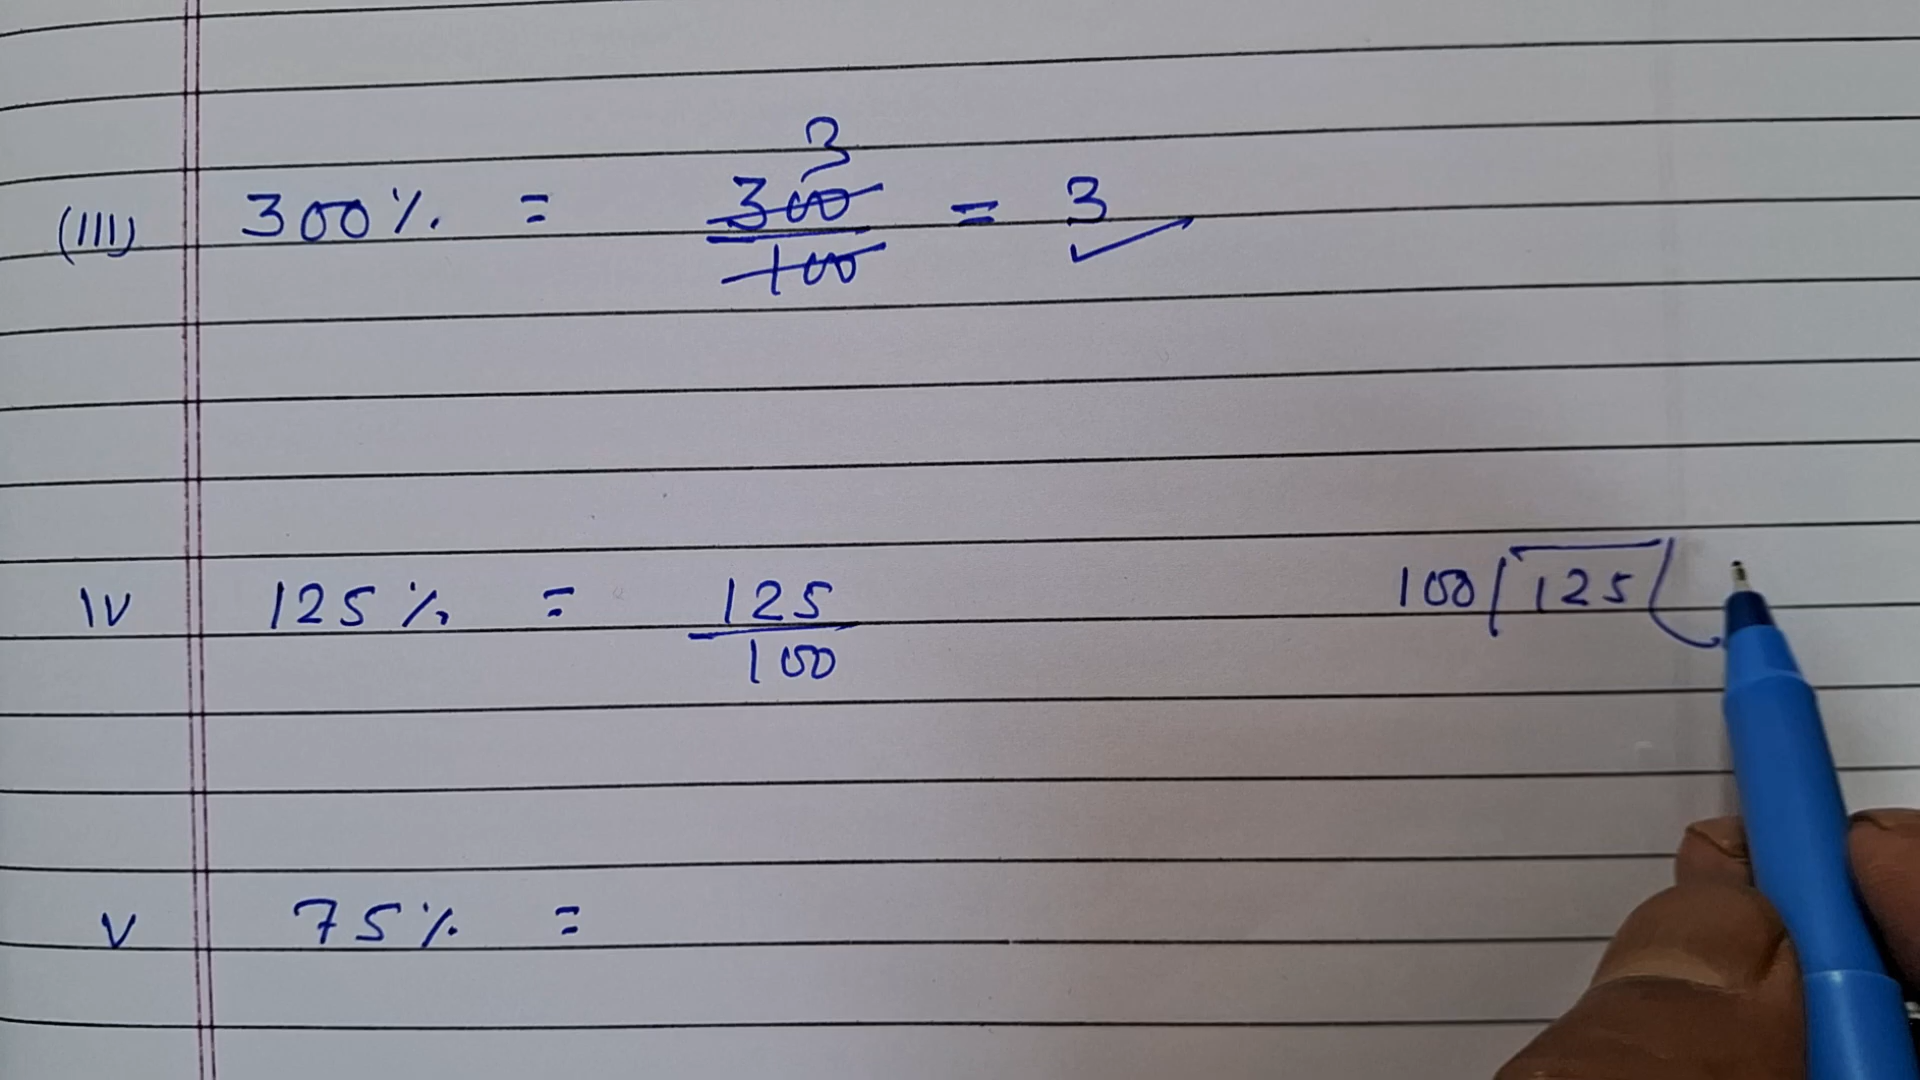 3
(III) 300% = 300/100 = 3
IV 125% = 125/100
100 125
V 75% =